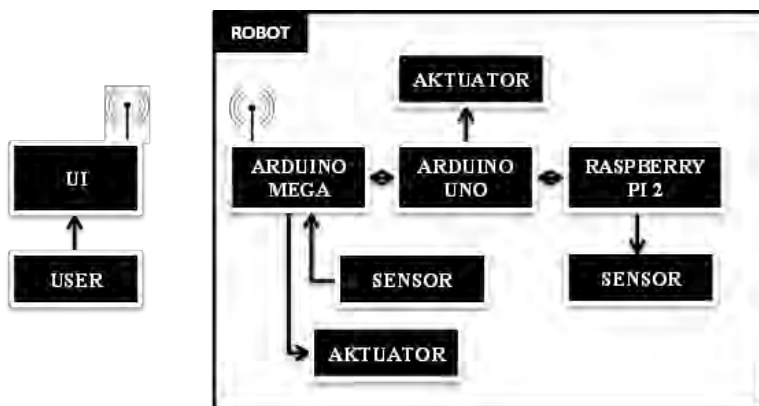 ROBOT
AKTUATOR
UI
ARDUINO
MEGA
ARDUINO
UNO
RASPBERRY
PI 2
USER
SENSOR
SENSOR
AKTUATOR